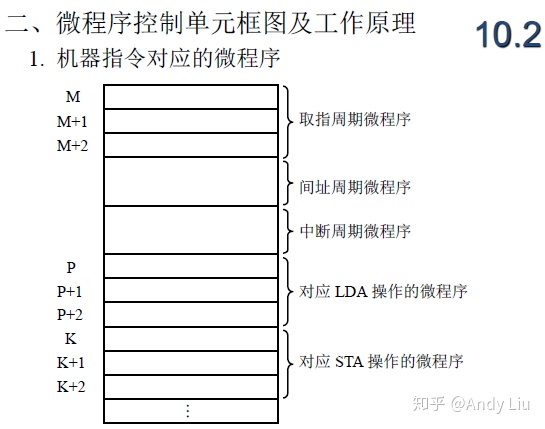 二、微程序控制单元框图及工作原理
10.2
1. 机器指令对应的微程序
M
M+1
M+2
取指周期微程序
间址周期微程序
中断周期微程序
P
P+1
P+2
对应 LDA 操作的微程序
K
K+1
K+2
对应 STA 操作的微程序
⋮
知乎 @Andy Liu